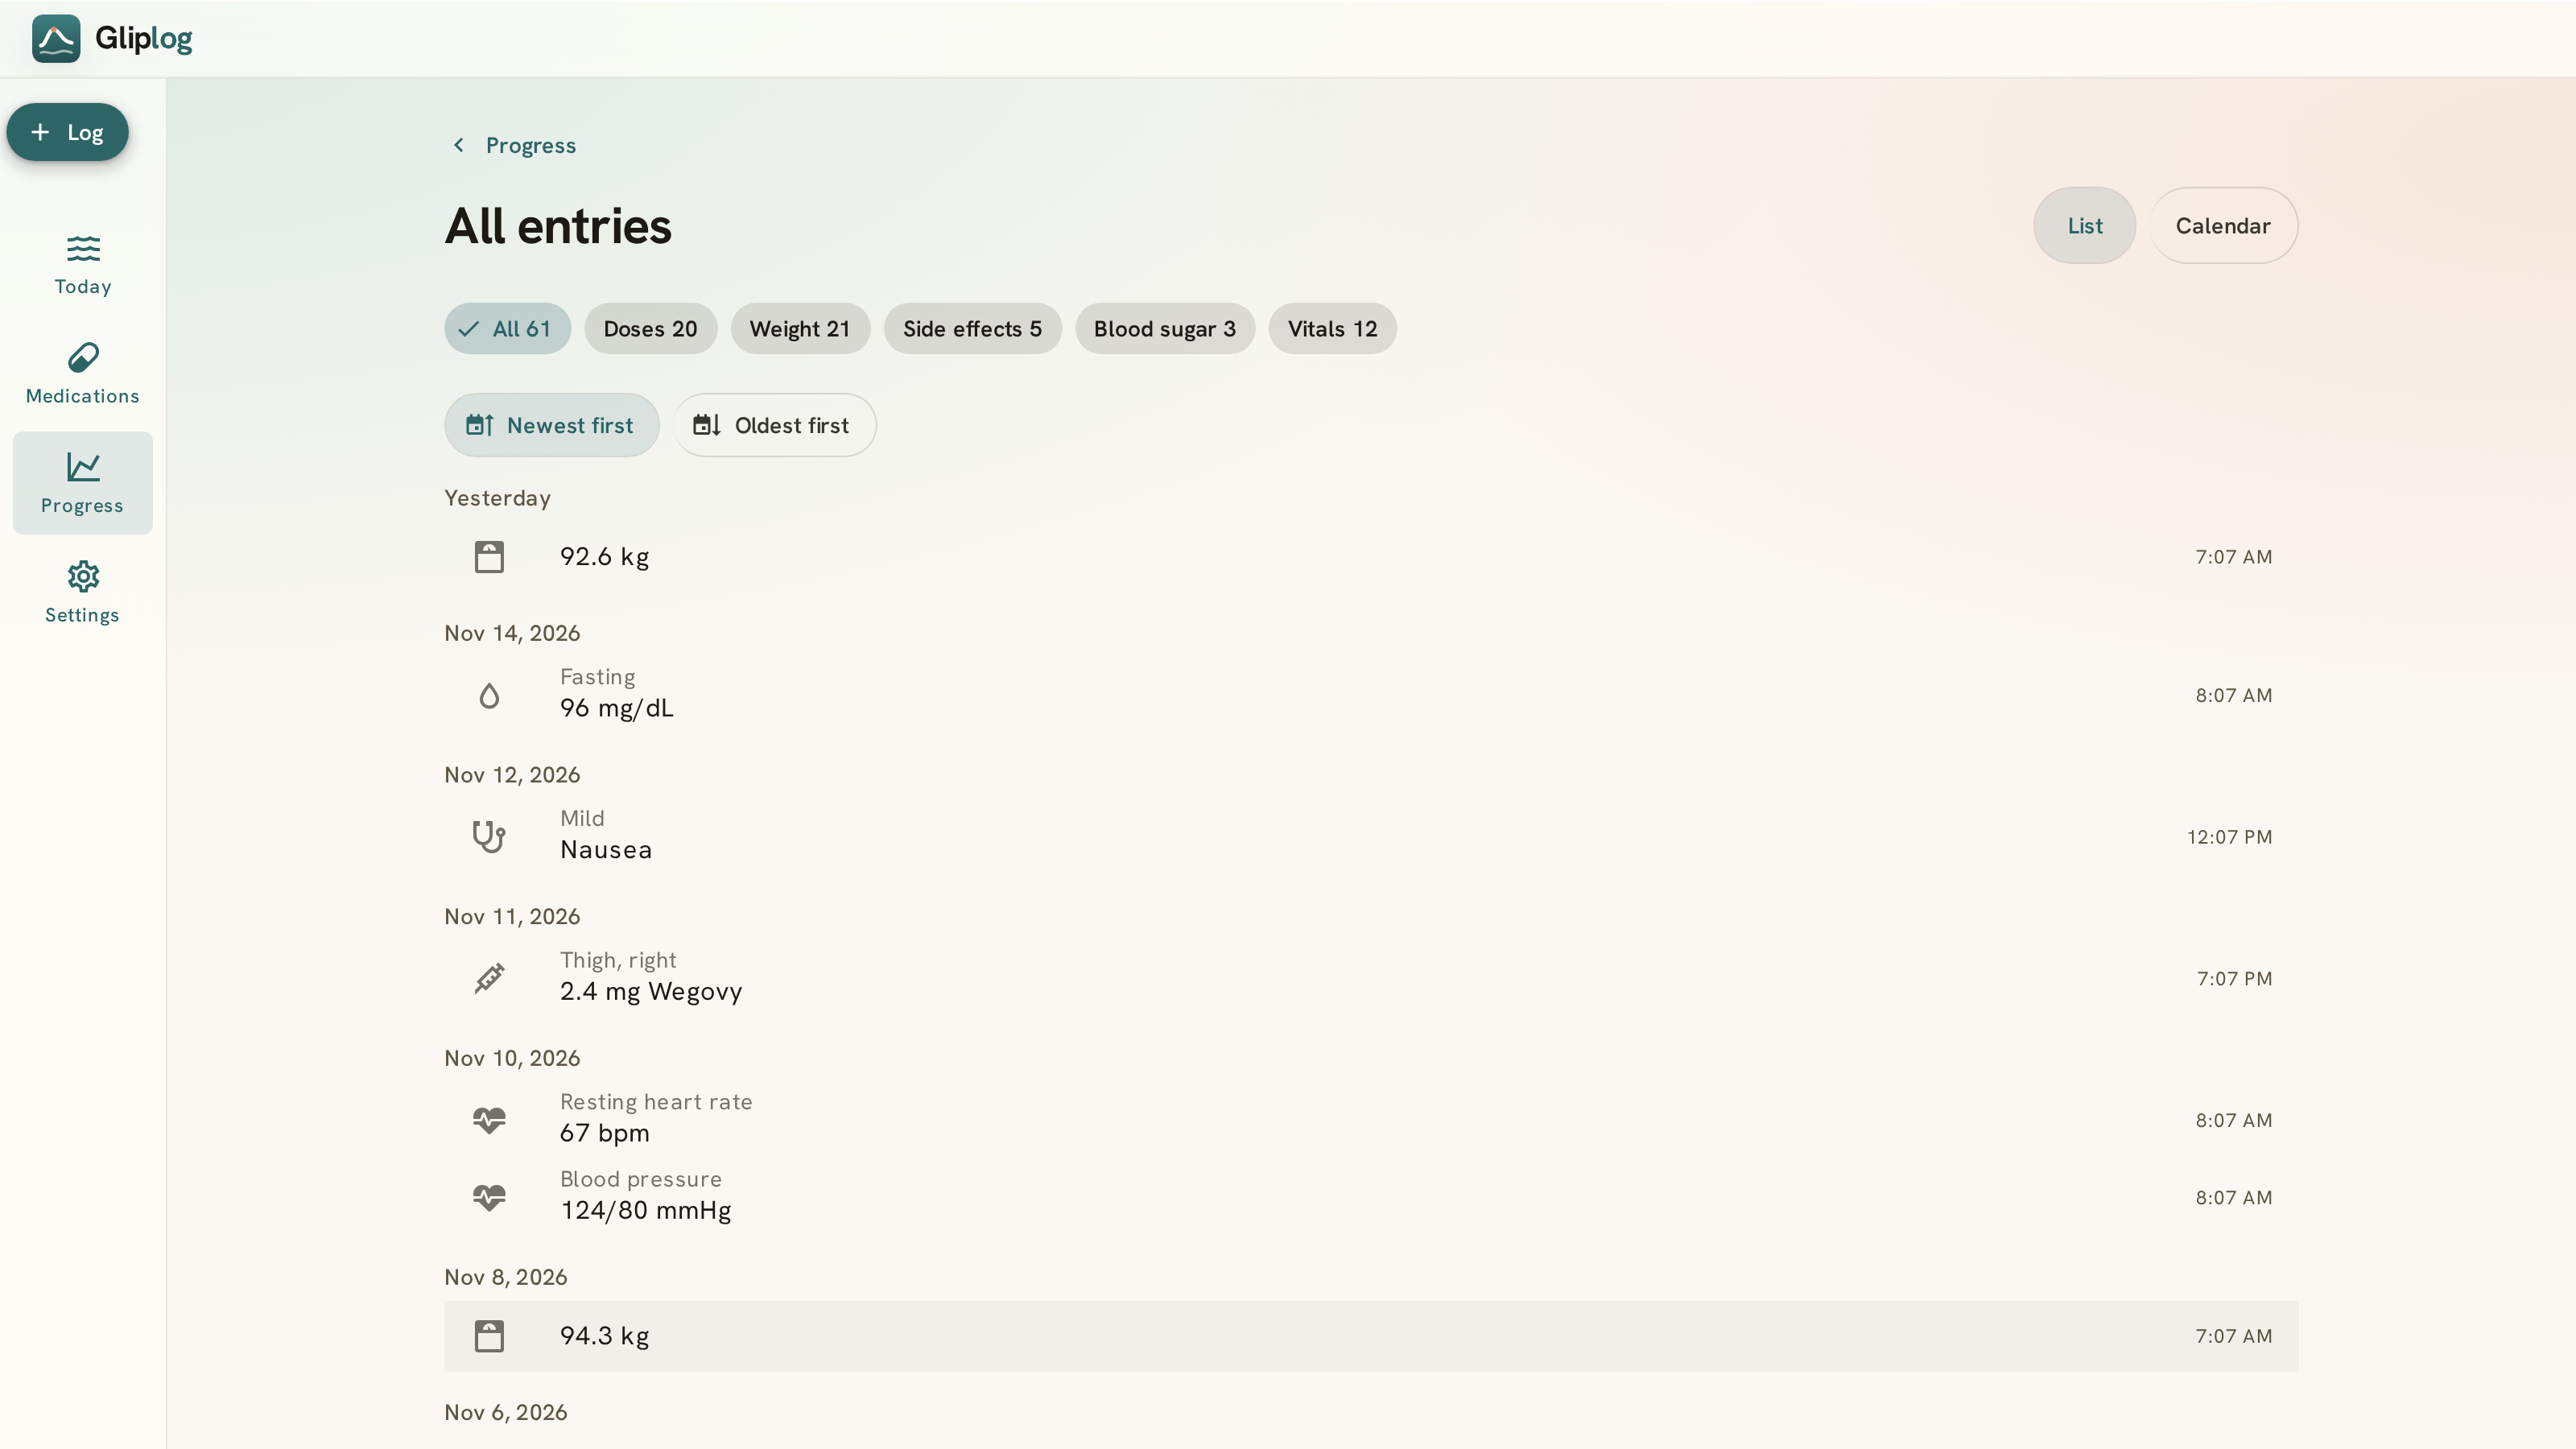 Gliplog
Log
Today
Medications
Progress
Settings
Progress
All entries
List
Calendar
All 61
Doses 20
Weight 21
Side effects 5
Blood sugar 3
Vitals 12
Newest first
Oldest first
Yesterday
92.6 kg
7:07 AM
Nov 14, 2026
Fasting
96 mg/dL
8:07 AM
Nov 12, 2026
Mild
Nausea
12:07 PM
Nov 11, 2026
Thigh, right
2.4 mg Wegovy
7:07 PM
Nov 10, 2026
Resting heart rate
67 bpm
8:07 AM
Blood pressure
124/80 mmHg
8:07 AM
Nov 8, 2026
94.3 kg
7:07 AM
Nov 6, 2026